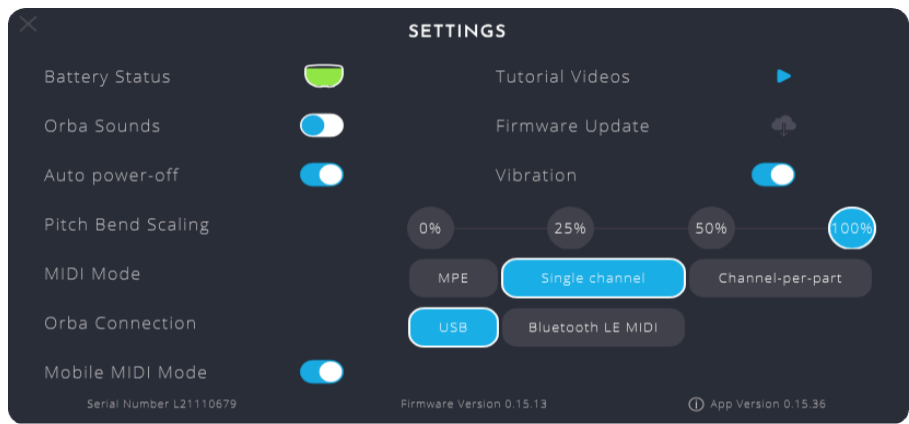 SETTINGS
Battery Status
Tutorial Videos
Orba Sounds
Firmware Update
Auto power-off
Vibration
Pitch Bend Scaling 0% 25% 50% 100%
MIDI Mode MPE Single channel Channel-per-part
Orba Connection USB Bluetooth LE MIDI
Mobile MIDI Mode
Serial Number L21110679 Firmware Version 0.15.13 App Version 0.15.36